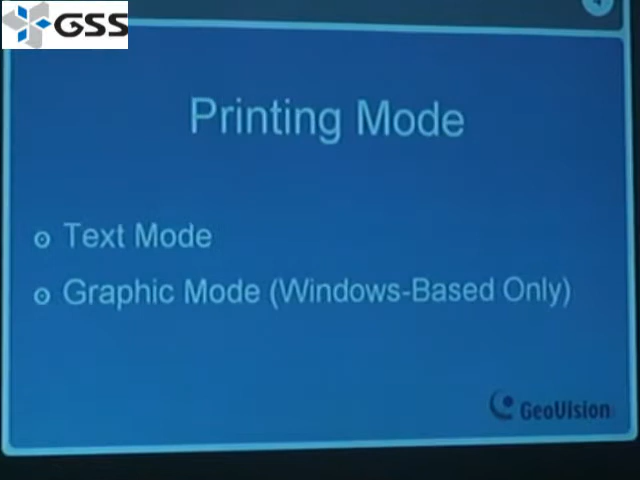 GSS
Printing Mode
Text Mode
Graphic Mode (Windows-Based Only)
GeoVision